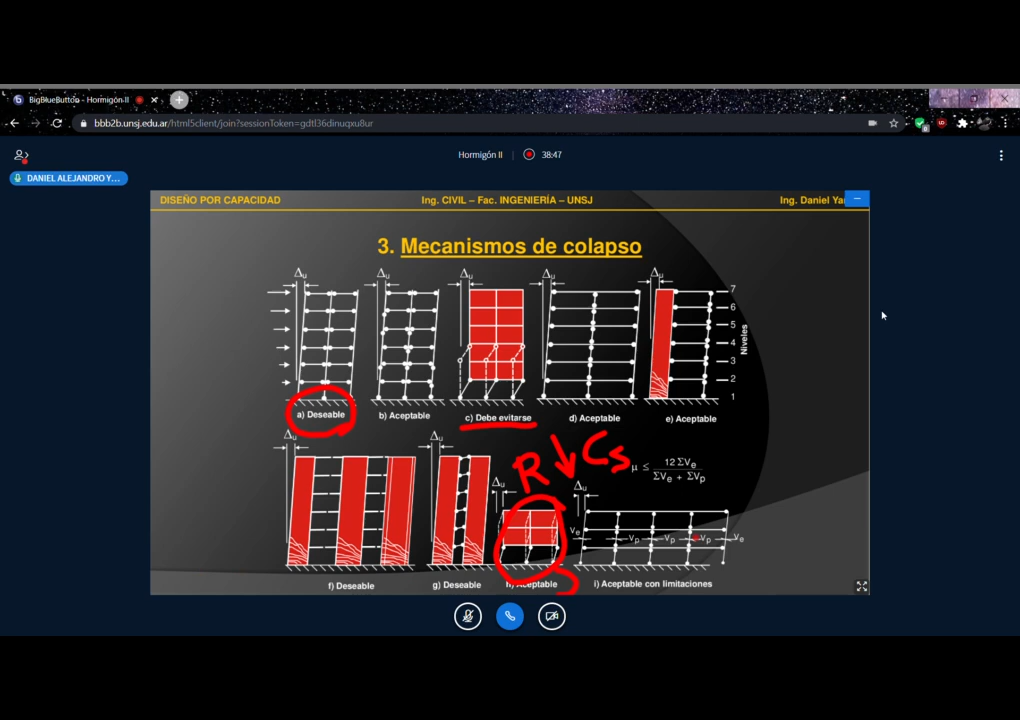 BigBlueButton - Hormigón II
bbb2b.unsj.edu.ar/html5client/join?sessionToken=gdtl36dinuqxu8ur
Hormigón II
38:47
DANIEL ALEJANDRO Y...
DISEÑO POR CAPACIDAD
Ing. CIVIL – Fac. INGENIERÍA – UNSJ
Ing. Daniel
3. Mecanismos de colapso
Δu Δu Δu Δu Δu
7
6
5
4
3
2
1
Niveles
a) Deseable
b) Aceptable
c) Debe evitarse
d) Aceptable
e) Aceptable
Δu Δu Δu Δu
R ↓ Cs
μ ≤ 12 ΣVe / ΣVe + ΣVp
Ve Vp Vp Vp Ve
f) Deseable
g) Deseable
h) Aceptable
i) Aceptable con limitaciones